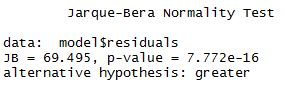 Jarque-Bera Normality Test
data:  model$residuals
JB = 69.495, p-value = 7.772e-16
alternative hypothesis: greater